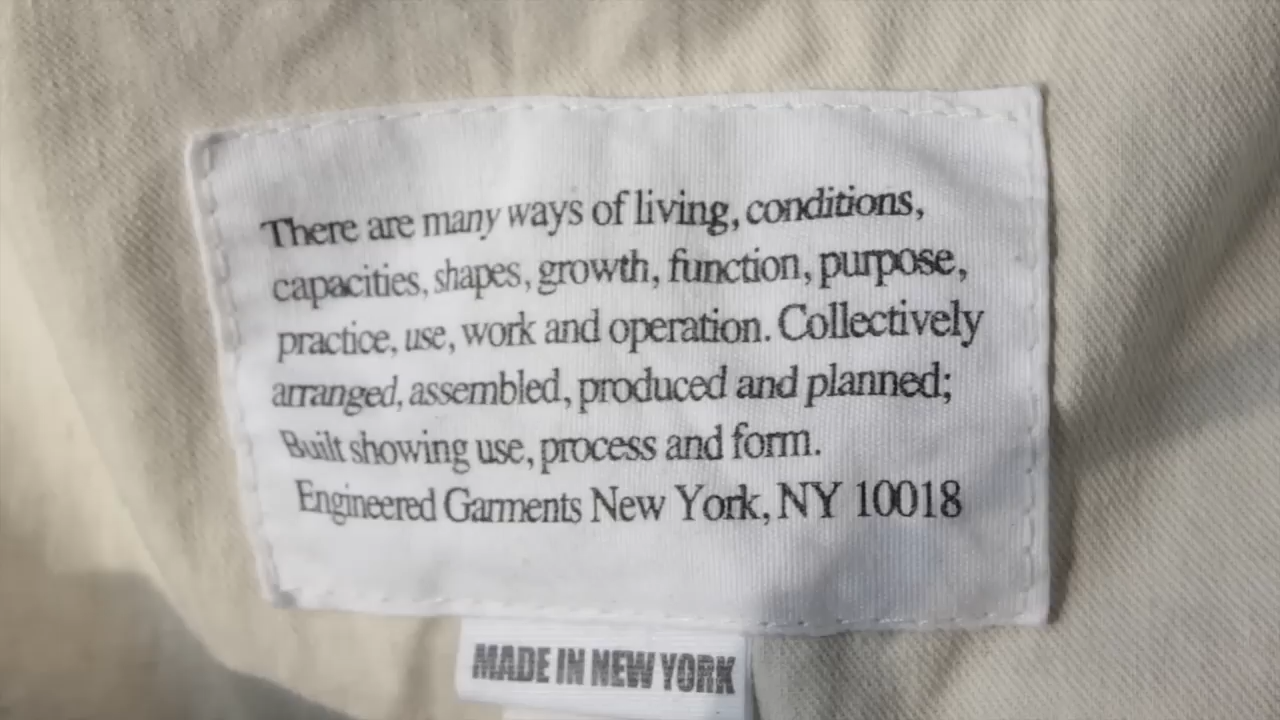 There are many ways of living, conditions,
capacities, shapes, growth, function, purpose,
practice, use, work and operation. Collectively
arranged, assembled, produced and planned;
Built showing use, process and form.
Engineered Garments New York, NY 10018
MADE IN NEW YORK